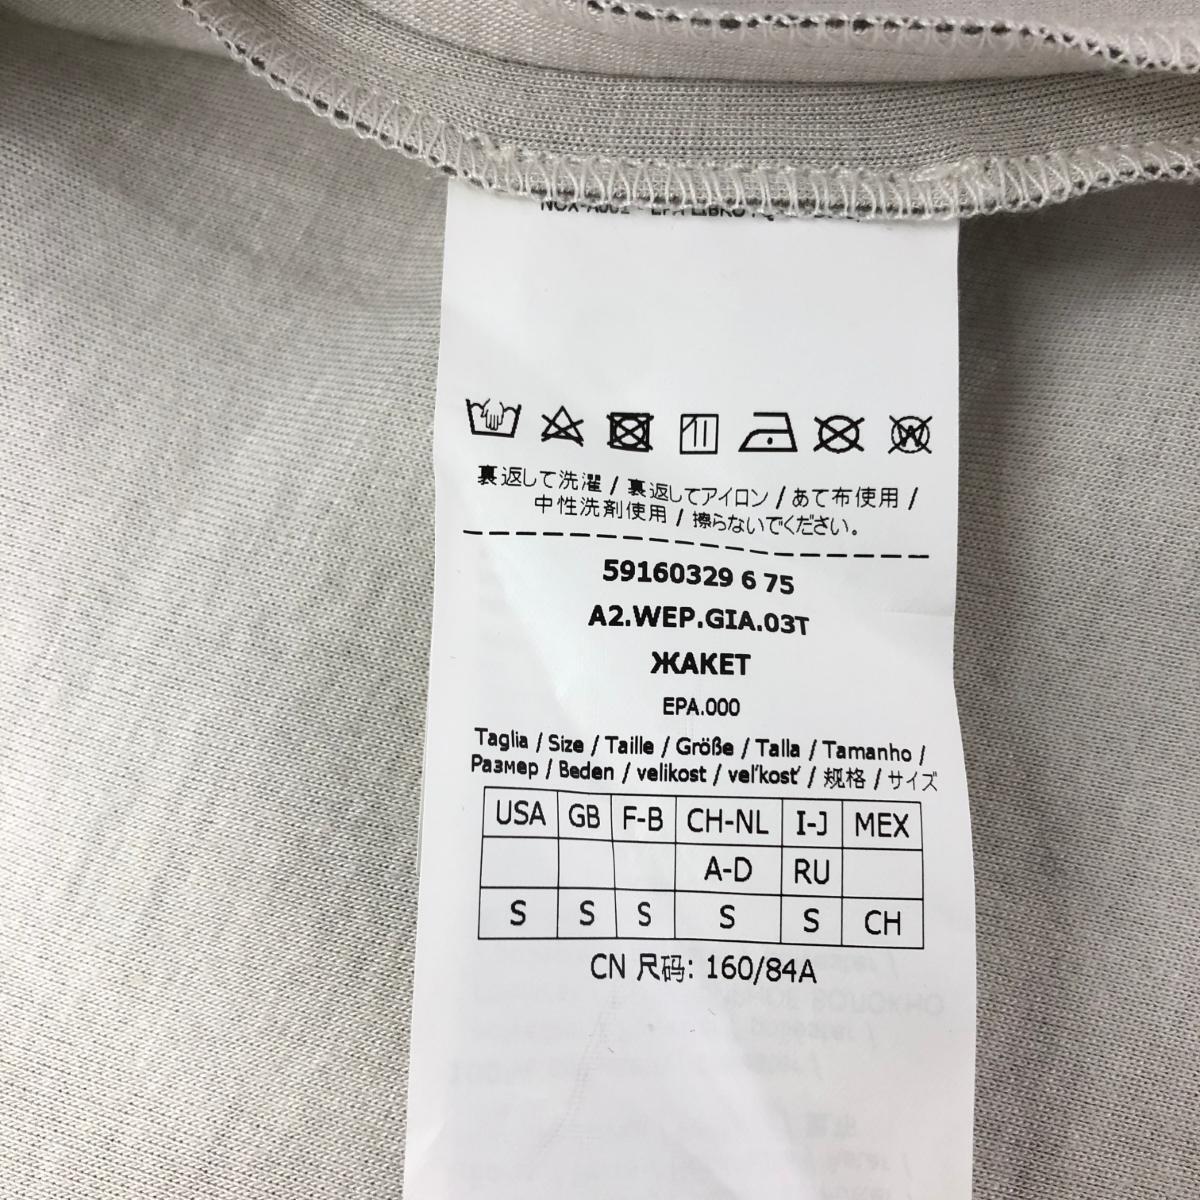 裏返して洗濯 / 裏返してアイロン / あて布使用 /
中性洗剤使用 / 擦らないでください。
59160329 6 75
A2.WEP.GIA.03T
ЖАКЕТ
EPA.000
Taglia / Size / Taille / Größe / Talla / Tamanho /
Размер / Beden / velikost / veľkosť / 规格 / サイズ
USA GB F-B CH-NL I-J MEX
A-D RU
S S S S S CH
CN 尺码: 160/84A